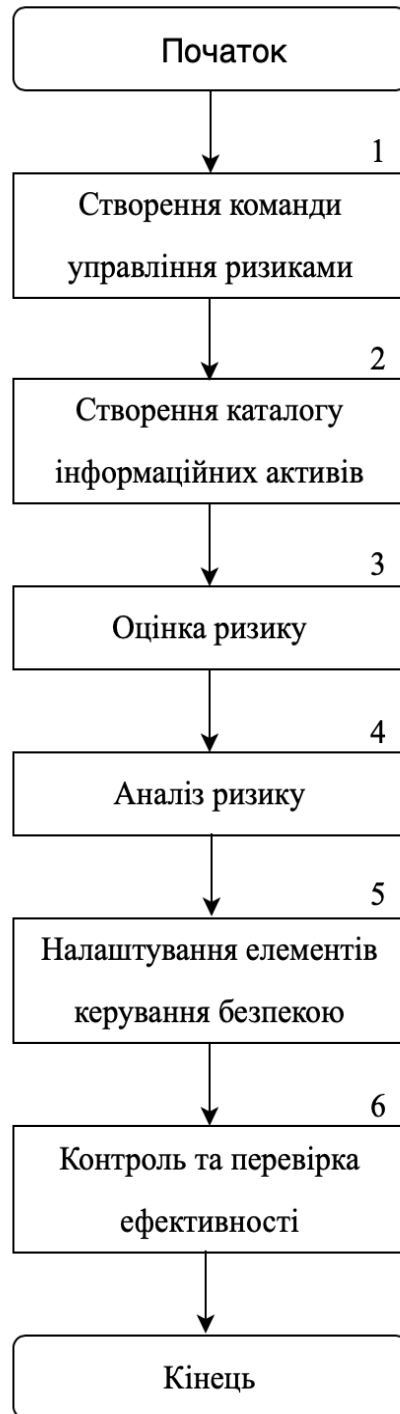 Початок
1
Створення команди
управління ризиками
2
Створення каталогу
інформаційних активів
3
Оцінка ризику
4
Аналіз ризику
5
Налаштування елементів
керування безпекою
6
Контроль та перевірка
ефективності
Кінець